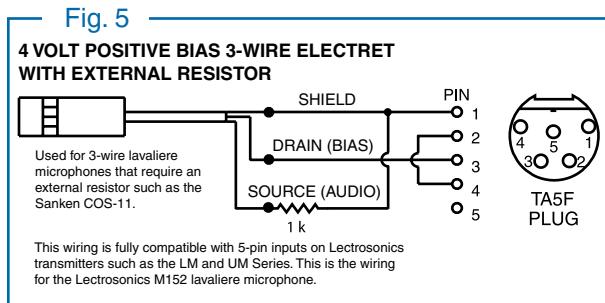 Fig. 5
4 VOLT POSITIVE BIAS 3-WIRE ELECTRET
WITH EXTERNAL RESISTOR
SHIELD
PIN
1
DRAIN (BIAS)
2
3
SOURCE (AUDIO)
4
1 k
5
Used for 3-wire lavaliere
microphones that require an
external resistor such as the
Sanken COS-11.
4
5
1
3
2
TA5F
PLUG
This wiring is fully compatible with 5-pin inputs on Lectrosonics
transmitters such as the LM and UM Series. This is the wiring
for the Lectrosonics M152 lavaliere microphone.